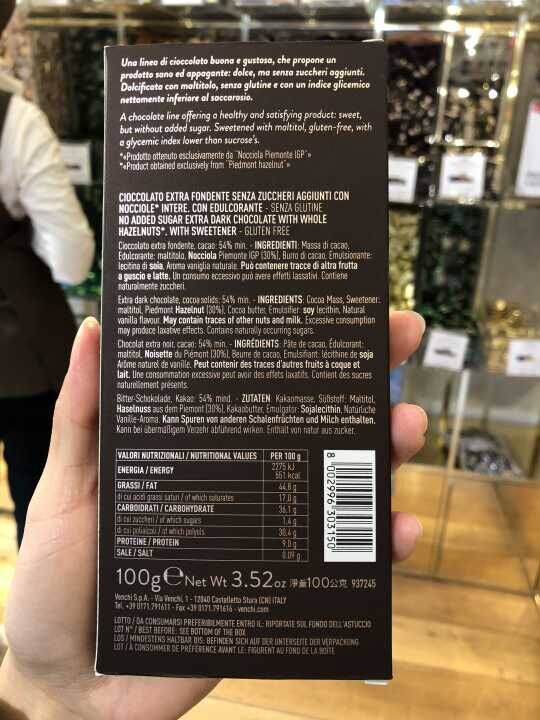 Una linea di cioccolato buona e gustosa, che propone un
prodotto sano ed appagante: dolce, ma senza zuccheri aggiunti.
Dolcificata con maltitolo, senza glutine e con un indice glicemico
nettamente inferiore al saccarosio.
A chocolate line offering a healthy and satisfying product: sweet,
but without added sugar. Sweetened with maltitol, gluten-free, with
a glycemic index lower than sucrose's.
"*Prodotto ottenuto esclusivamente da "Nocciola Piemonte IGP"»
"*Product obtained exclusively from "Piedmont hazelnut"»
CIOCCOLATO EXTRA FONDENTE SENZA ZUCCHERI AGGIUNTI CON
NOCCIOLE* INTERE. CON EDULCORANTE - SENZA GLUTINE
NO ADDED SUGAR EXTRA DARK CHOCOLATE WITH WHOLE
HAZELNUTS*, WITH SWEETENER - GLUTEN FREE
Cioccolato extra fondente, cacao: 54% min. - INGREDIENTI: Massa di cacao,
Edulcorante: maltitolo, Nocciola Piemonte IGP (30%), Burro di cacao, Emulsionante:
lecitina di soia, Aroma vaniglia naturale. Può contenere tracce di altra frutta
a guscio e latte. Un consumo eccessivo può avere effetti lassativi. Contiene
naturalmente zuccheri.
Extra dark chocolate, cocoa solids: 54% min. - INGREDIENTS: Cocoa Mass, Sweetener:
maltitol, Piedmont Hazelnut (30%), Cocoa butter, Emulsifier: soy lecithin, Natural
vanilla flavour. May contain traces of other nuts and milk. Excessive consumption
may produce laxative effects. Contains naturally occurring sugars.
Chocolat extra noir, cacao: 54% min. - INGRÉDIENTS: Pâte de cacao, Édulcorant:
maltitol, Noisette du Piémont (30%), Beurre de cacao, Émulsifiant: lécithine de soja
Arôme naturel de vanille. Peut contenir des traces d'autres fruits à coque et
lait. Une consommation excessive peut avoir des effets laxatifs. Contient des sucres
naturellement présents.
Bitter-Schokolade, Kakao: 54% mind. - ZUTATEN: Kakaomasse, Süßstoff: Maltitol,
Haselnuss aus dem Piemont (30%), Kakaobutter, Emulgator: Sojalecithin, Natürliche
Vanille-Aroma. Kann Spuren von anderen Schalenfrüchten und Milch enthalten.
Kann bei übermäßigem Verzehr abführend wirken. Enthält von natur aus zucker.
VALORI NUTRIZIONALI / NUTRITIONAL VALUES PER 100 g
ENERGIA / ENERGY 2275 kJ
551 kcal
GRASSI / FAT 44,8 g
di cui acidi grassi saturi / of which saturates 17,0 g
CARBOIDRATI / CARBOHYDRATE 36,1 g
di cui zuccheri / of which sugars 1,4 g
di cui polialcoli / of which polyols 30,4 g
PROTEINE / PROTEIN 9,0 g
SALE / SALT 0,09 g
8 002996 303150
100g e Net Wt 3.52oz 淨重100公克 937245
Venchi S.p.A. - Via Venchi, 1 - 12040 Castelletto Stura (CN) ITALY
Tel. +39 0171.791611 - Fax +39 0171.791616 - venchi.com
LOTTO / DA CONSUMARSI PREFERIBILMENTE ENTRO IL: RIPORTATE SUL FONDO DELL'ASTUCCIO
LOT N° / BEST BEFORE: SEE BOTTOM OF THE BOX
LOS / MINDESTENS HALTBAR BIS: BEFINDEN SICH AUF DER UNTERSEITE DER VERPACKUNG
LOT / À CONSOMMER DE PRÉFÉRENCE AVANT LE: FIGURENT AU FOND DE LA BOÎTE